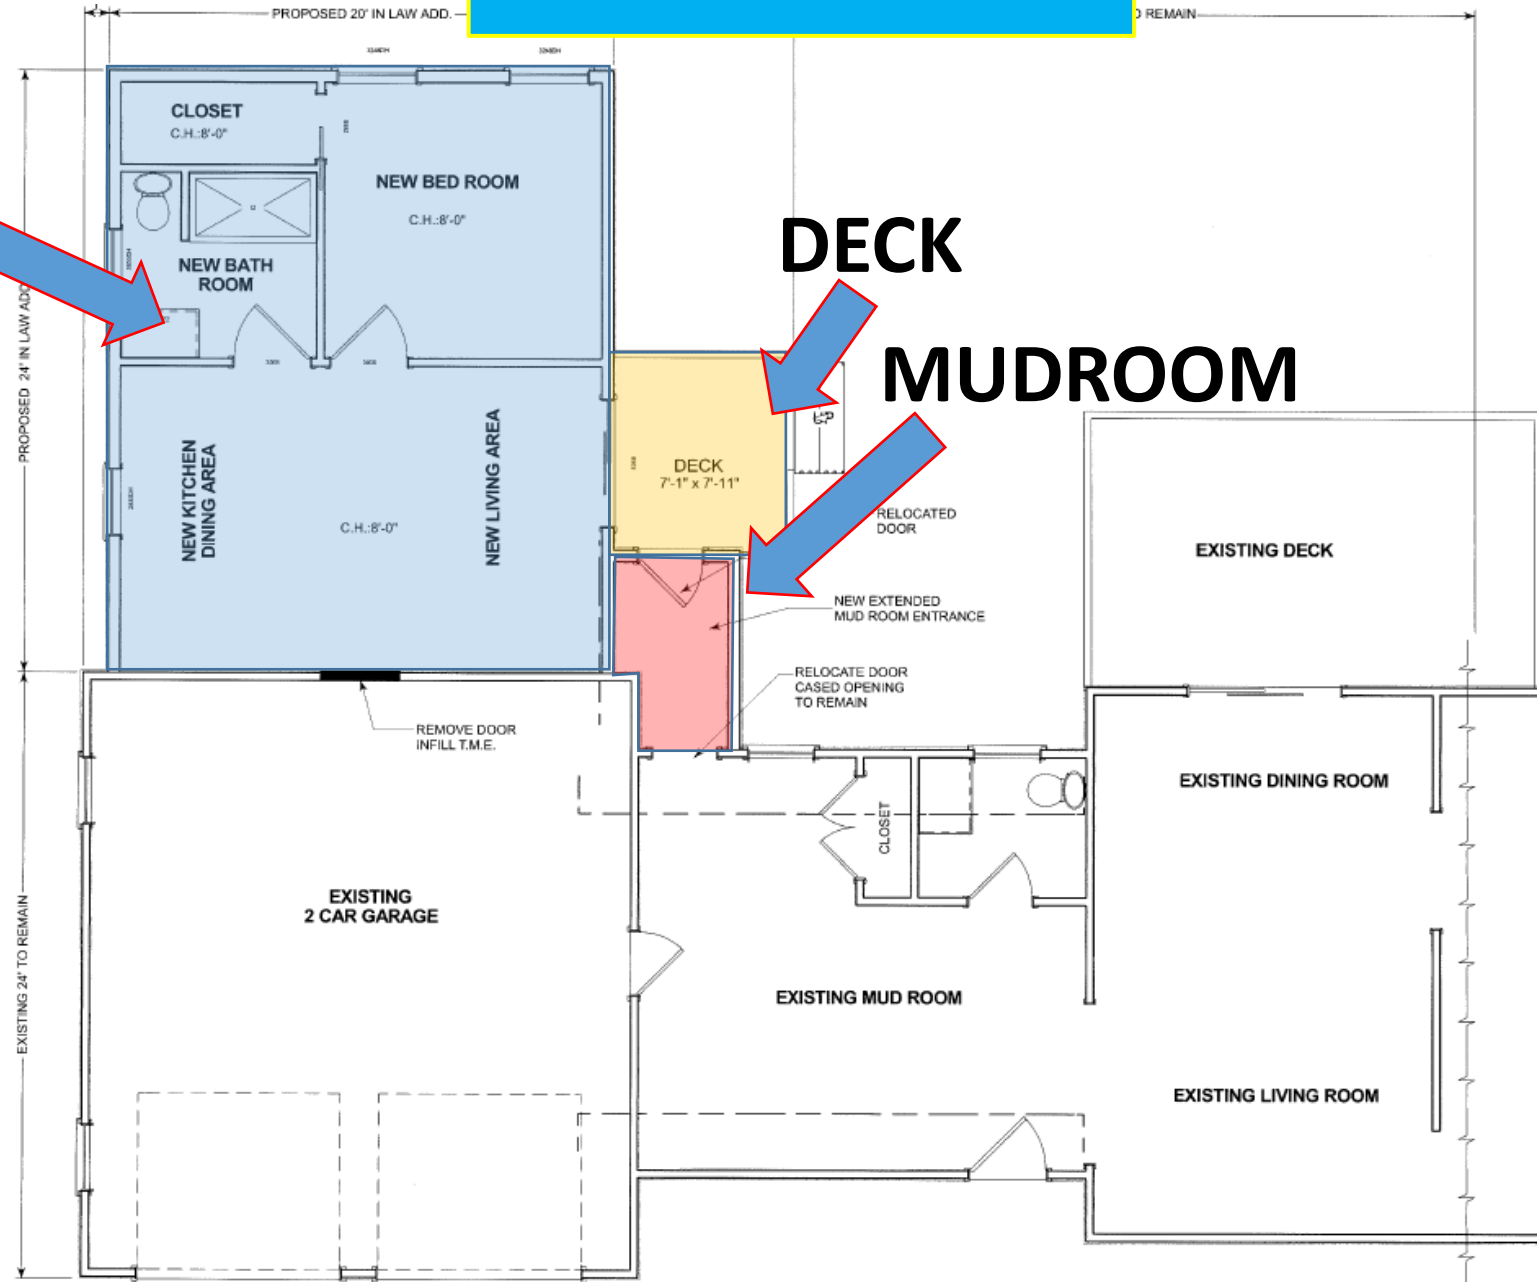 PROPOSED 20' IN LAW ADD.
REMAIN
3246DH
3246DH
CLOSET
C.H.:8'-0"
NEW BED ROOM
C.H.:8'-0"
NEW BATH
ROOM
PROPOSED 24' IN LAW ADD
DECK
MUDROOM
UP
NEW KITCHEN
DINING AREA
C.H.:8'-0"
NEW LIVING AREA
DECK
7'-1" x 7'-11"
RELOCATED
DOOR
EXISTING DECK
NEW EXTENDED
MUD ROOM ENTRANCE
RELOCATE DOOR
CASED OPENING
TO REMAIN
REMOVE DOOR
INFILL T.M.E.
EXISTING DINING ROOM
CLOSET
EXISTING
2 CAR GARAGE
EXISTING 24' TO REMAIN
EXISTING MUD ROOM
EXISTING LIVING ROOM